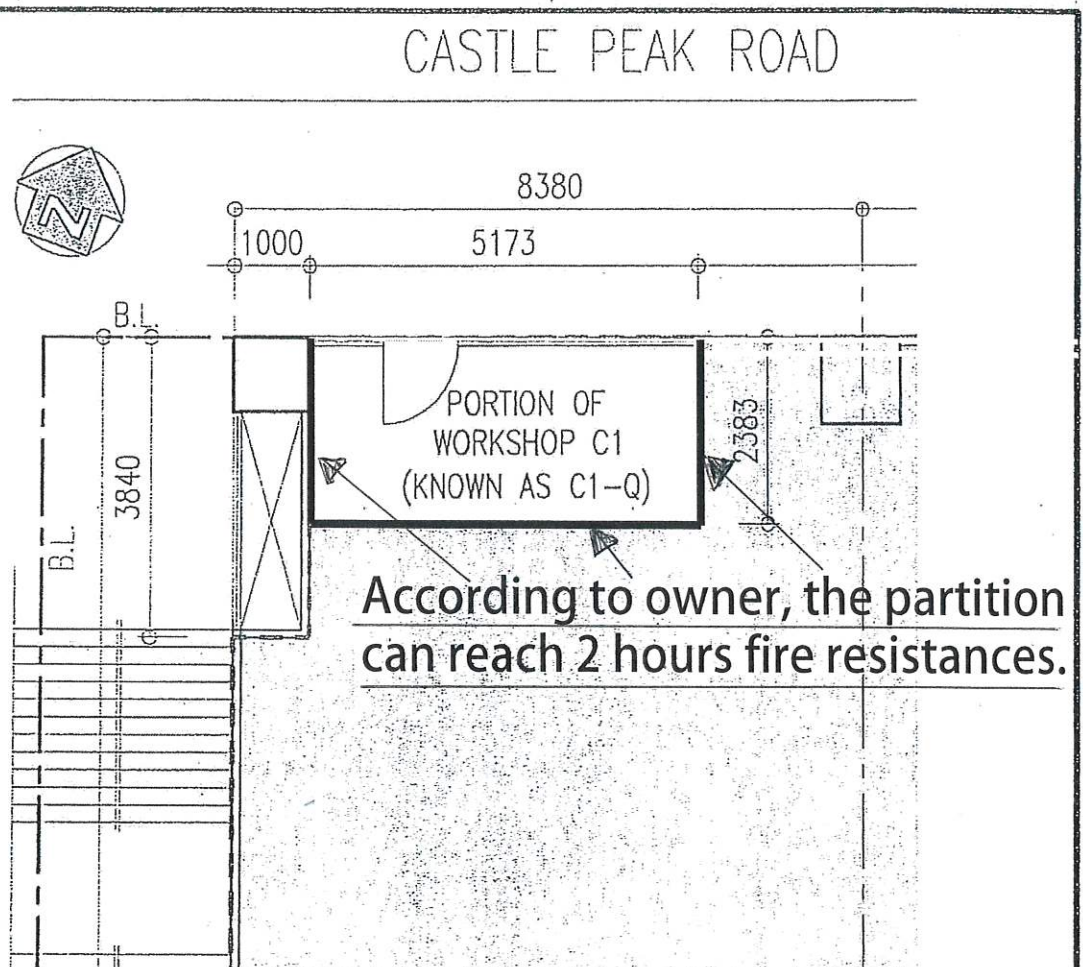 CASTLE PEAK ROAD
N
8380
1000
5173
B.L.
PORTION OF
WORKSHOP C1
(KNOWN AS C1-Q)
2383
3840
B.L.
According to owner, the partition
can reach 2 hours fire resistances.